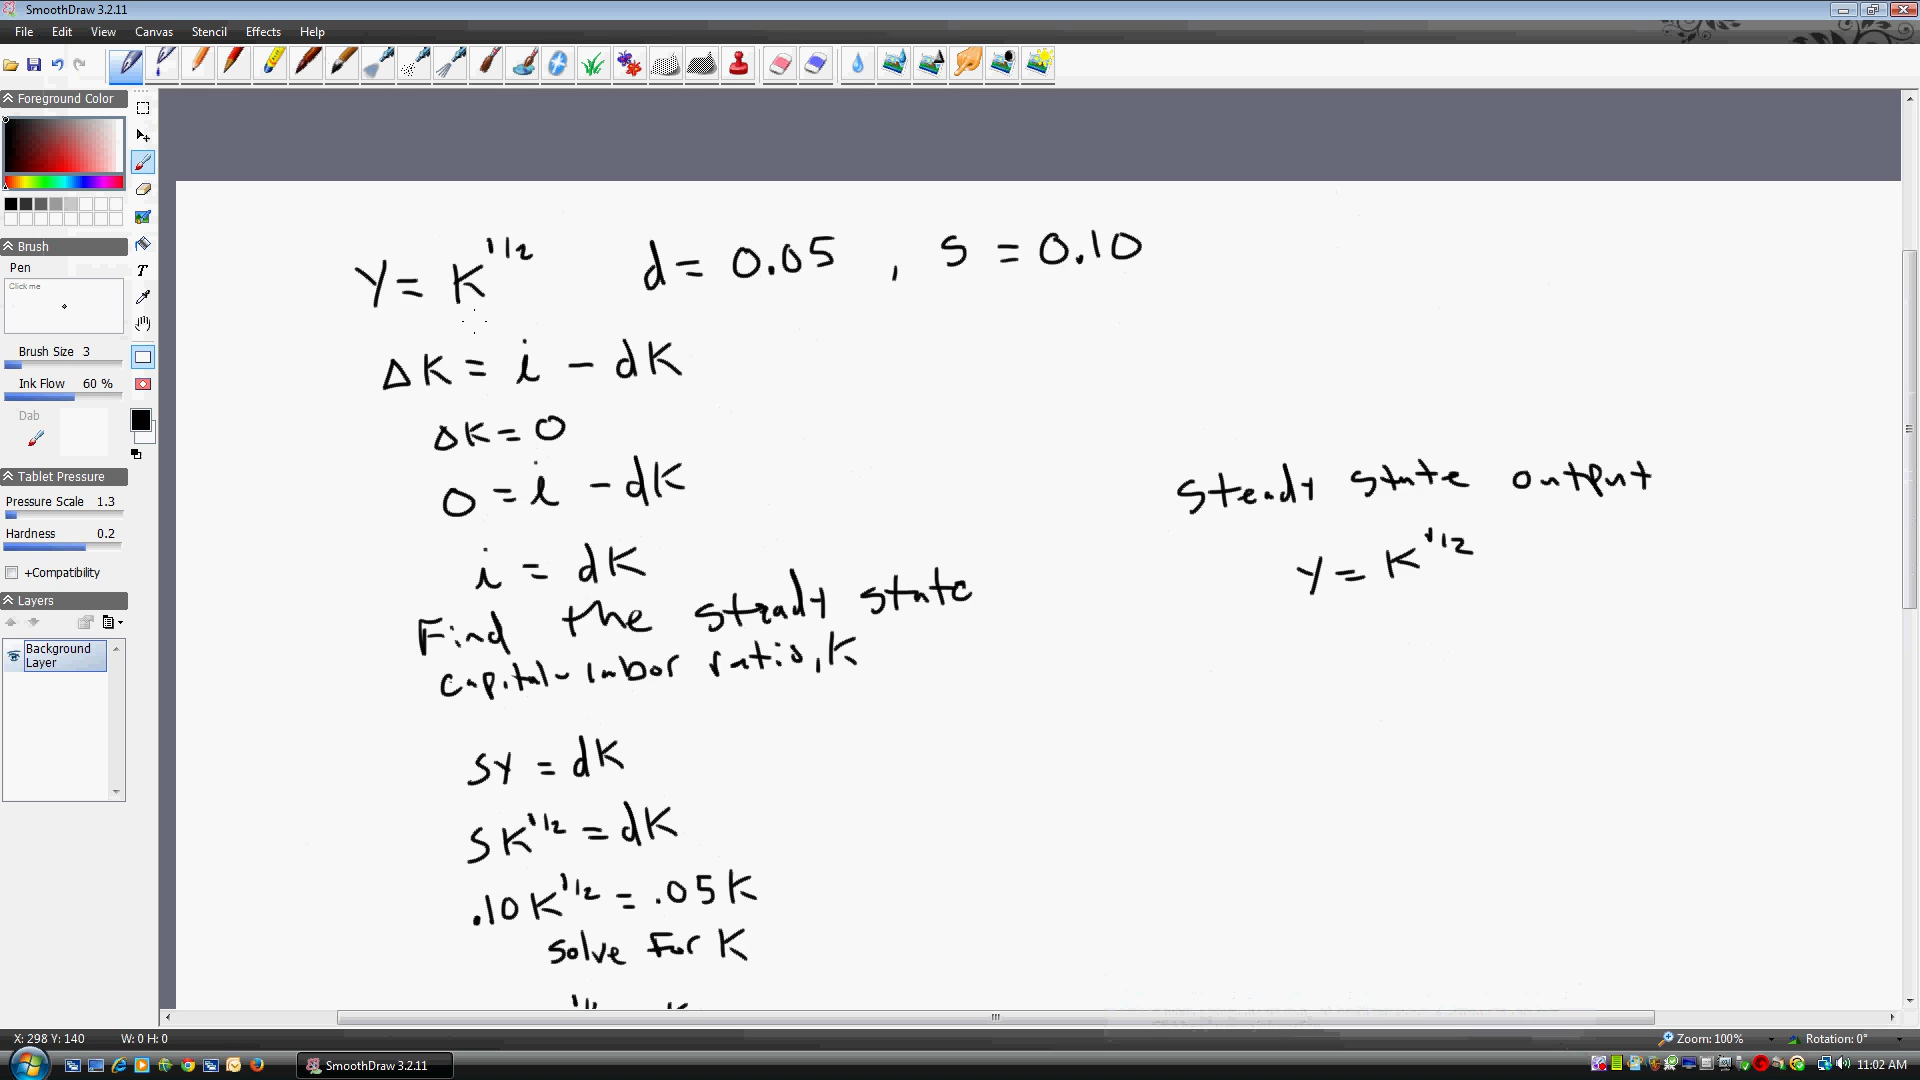 SmoothDraw 3.2.11
File Edit View Canvas Stencil Effects Help
Foreground Color
Brush
Pen
Click me
Brush Size 3
Ink Flow 60 %
Dab
Tablet Pressure
Pressure Scale 1.3
Hardness 0.2
+Compatibility
Layers
Background
Layer
Y = K^1/2 d = 0.05 , S = 0.10
ΔK = i - dK
ΔK = 0
0 = i - dK
i = dK
Find the steady state
capital-labor ratio, K
SY = dK
SK^1/2 = dK
.10K^1/2 = .05K
solve for K
steady state output
Y = K^1/2
X: 298 Y: 140 W: 0 H: 0 Zoom: 100% Rotation: 0°
SmoothDraw 3.2.11 11:02 AM